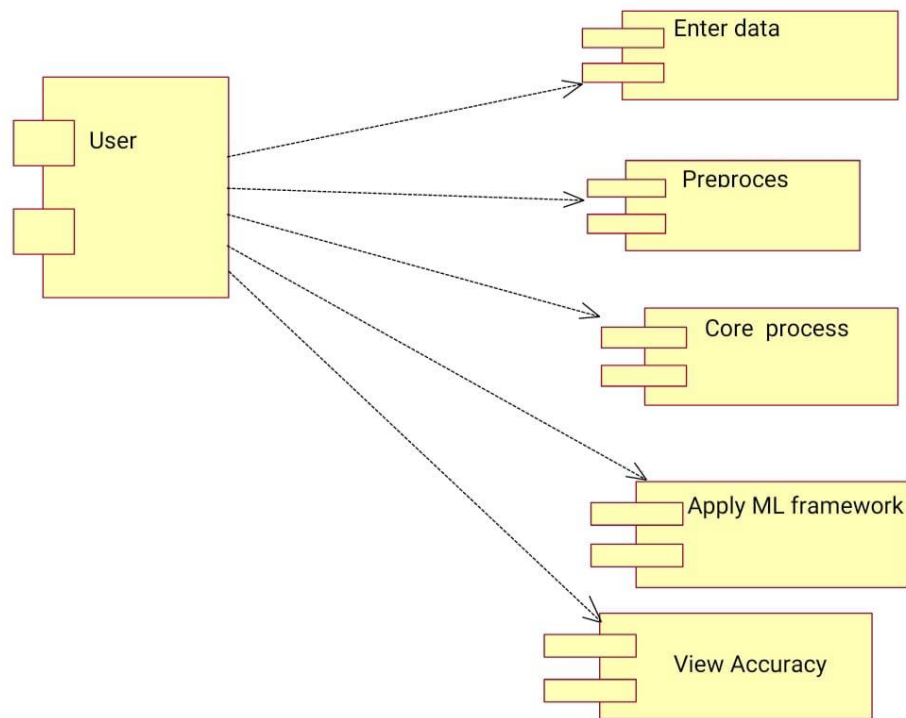 User
Enter data
Preproces
Core process
Apply ML framework
View Accuracy